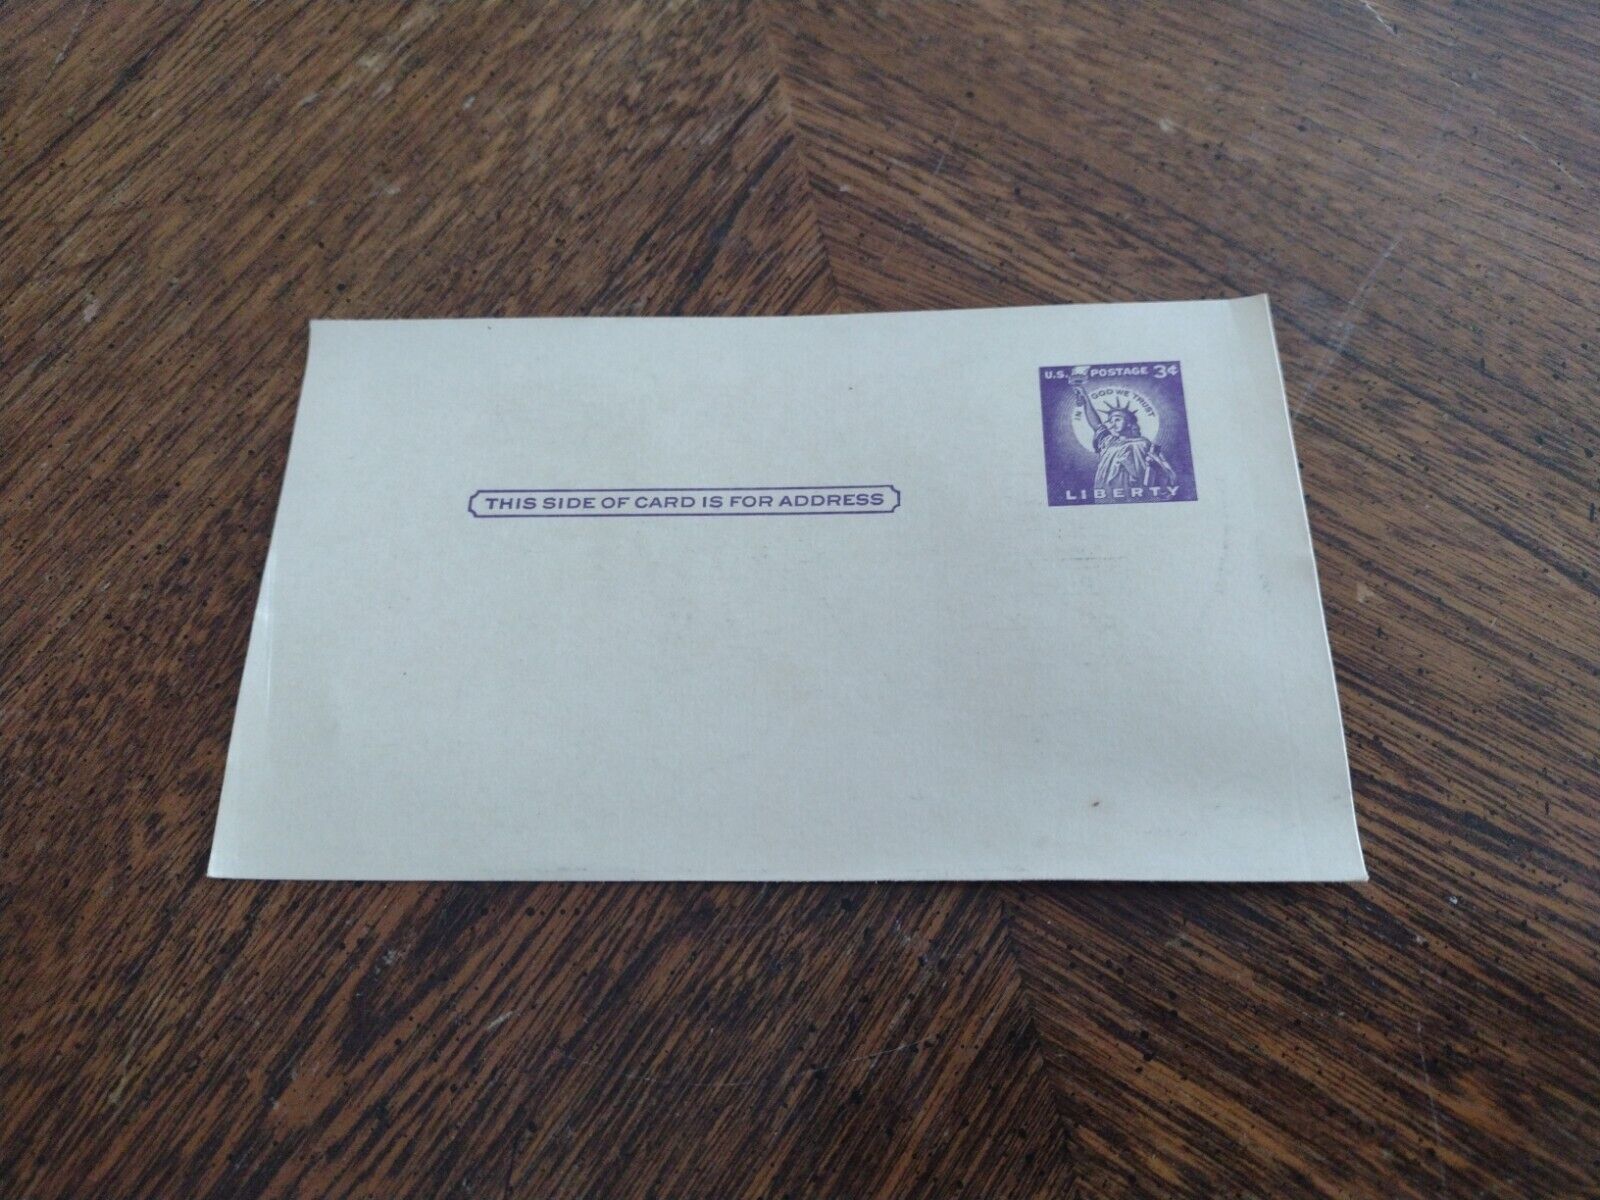 U.S. POSTAGE 3¢
IN GOD WE TRUST
LIBERTY
THIS SIDE OF CARD IS FOR ADDRESS